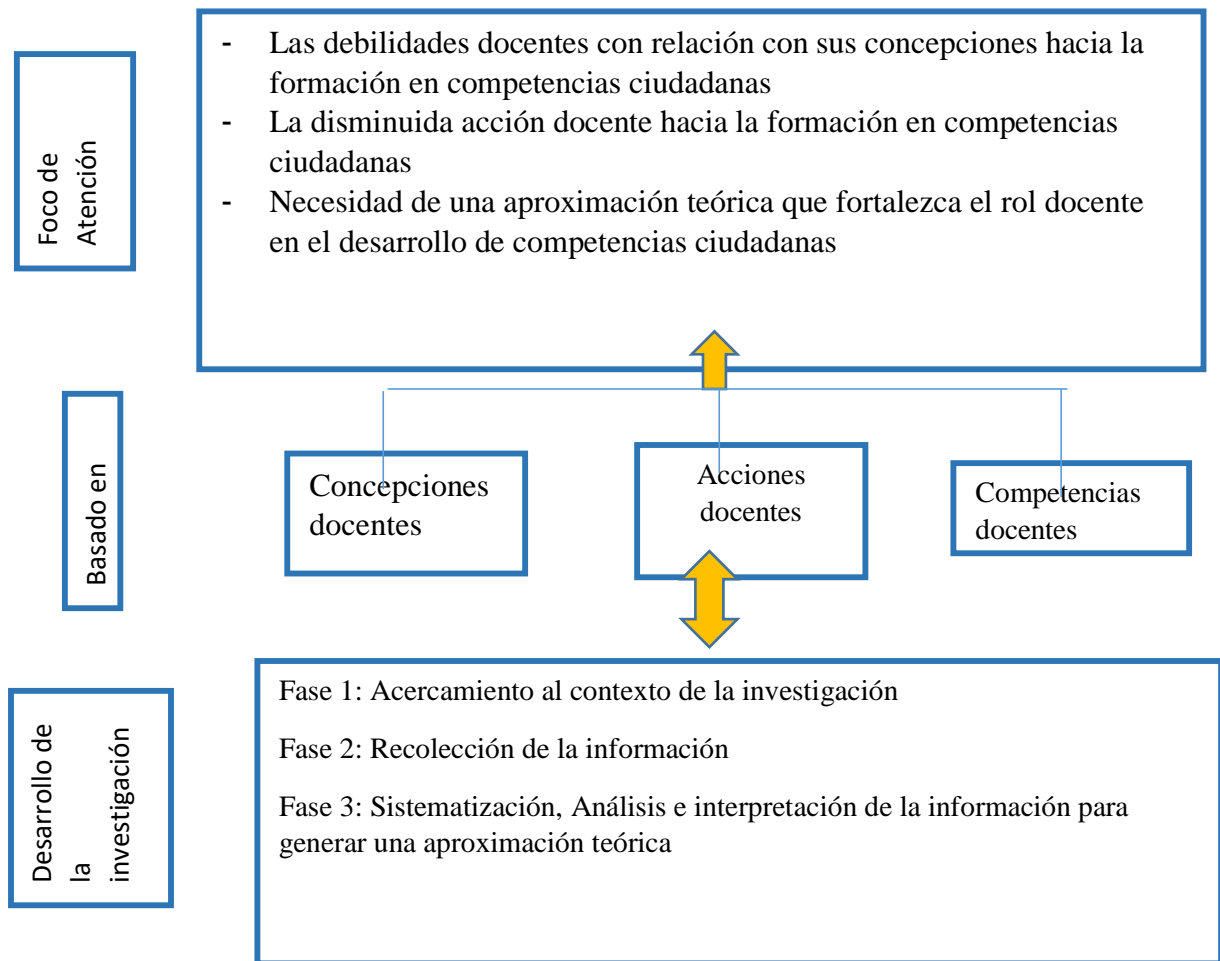 Foco de
Atención
- Las debilidades docentes con relación con sus concepciones hacia la
formación en competencias ciudadanas
- La disminuida acción docente hacia la formación en competencias
ciudadanas
- Necesidad de una aproximación teórica que fortalezca el rol docente
en el desarrollo de competencias ciudadanas
Basado en
Concepciones
docentes
Acciones
docentes
Competencias
docentes
Desarrollo de
la
investigación
Fase 1: Acercamiento al contexto de la investigación
Fase 2: Recolección de la información
Fase 3: Sistematización, Análisis e interpretación de la información para
generar una aproximación teórica